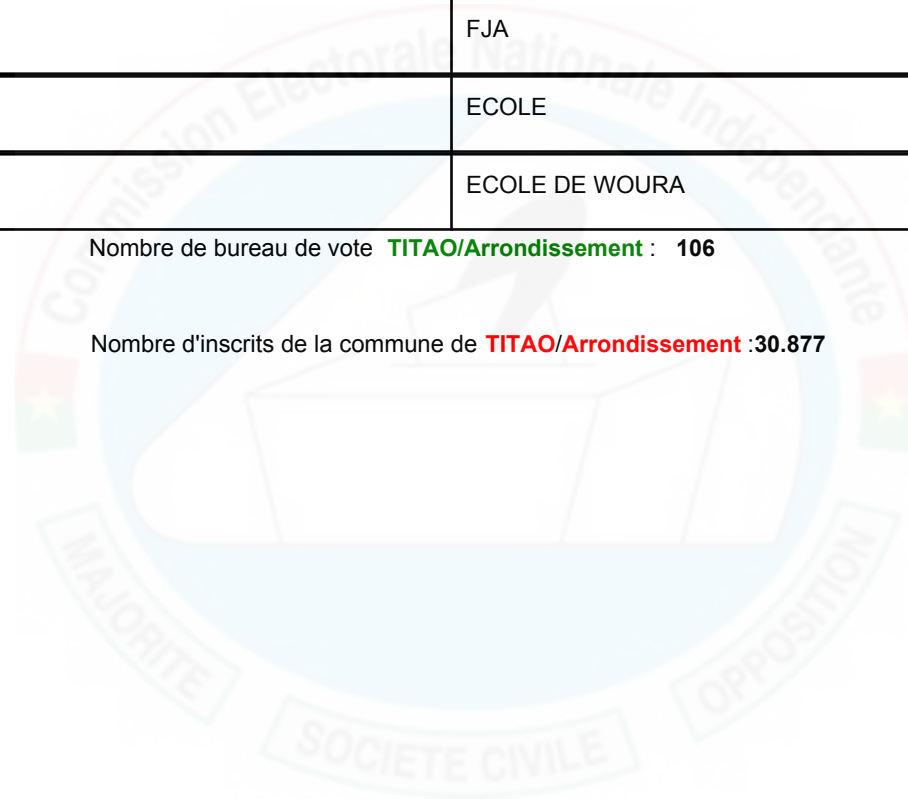 FJA
ECOLE
ECOLE DE WOURA
Nombre de bureau de vote TITAO/Arrondissement : 106
Nombre d'inscrits de la commune de TITAO/Arrondissement :30.877
Commission Electorale Nationale Indépendante
MAJORITE
SOCIETE CIVILE
OPPOSITION